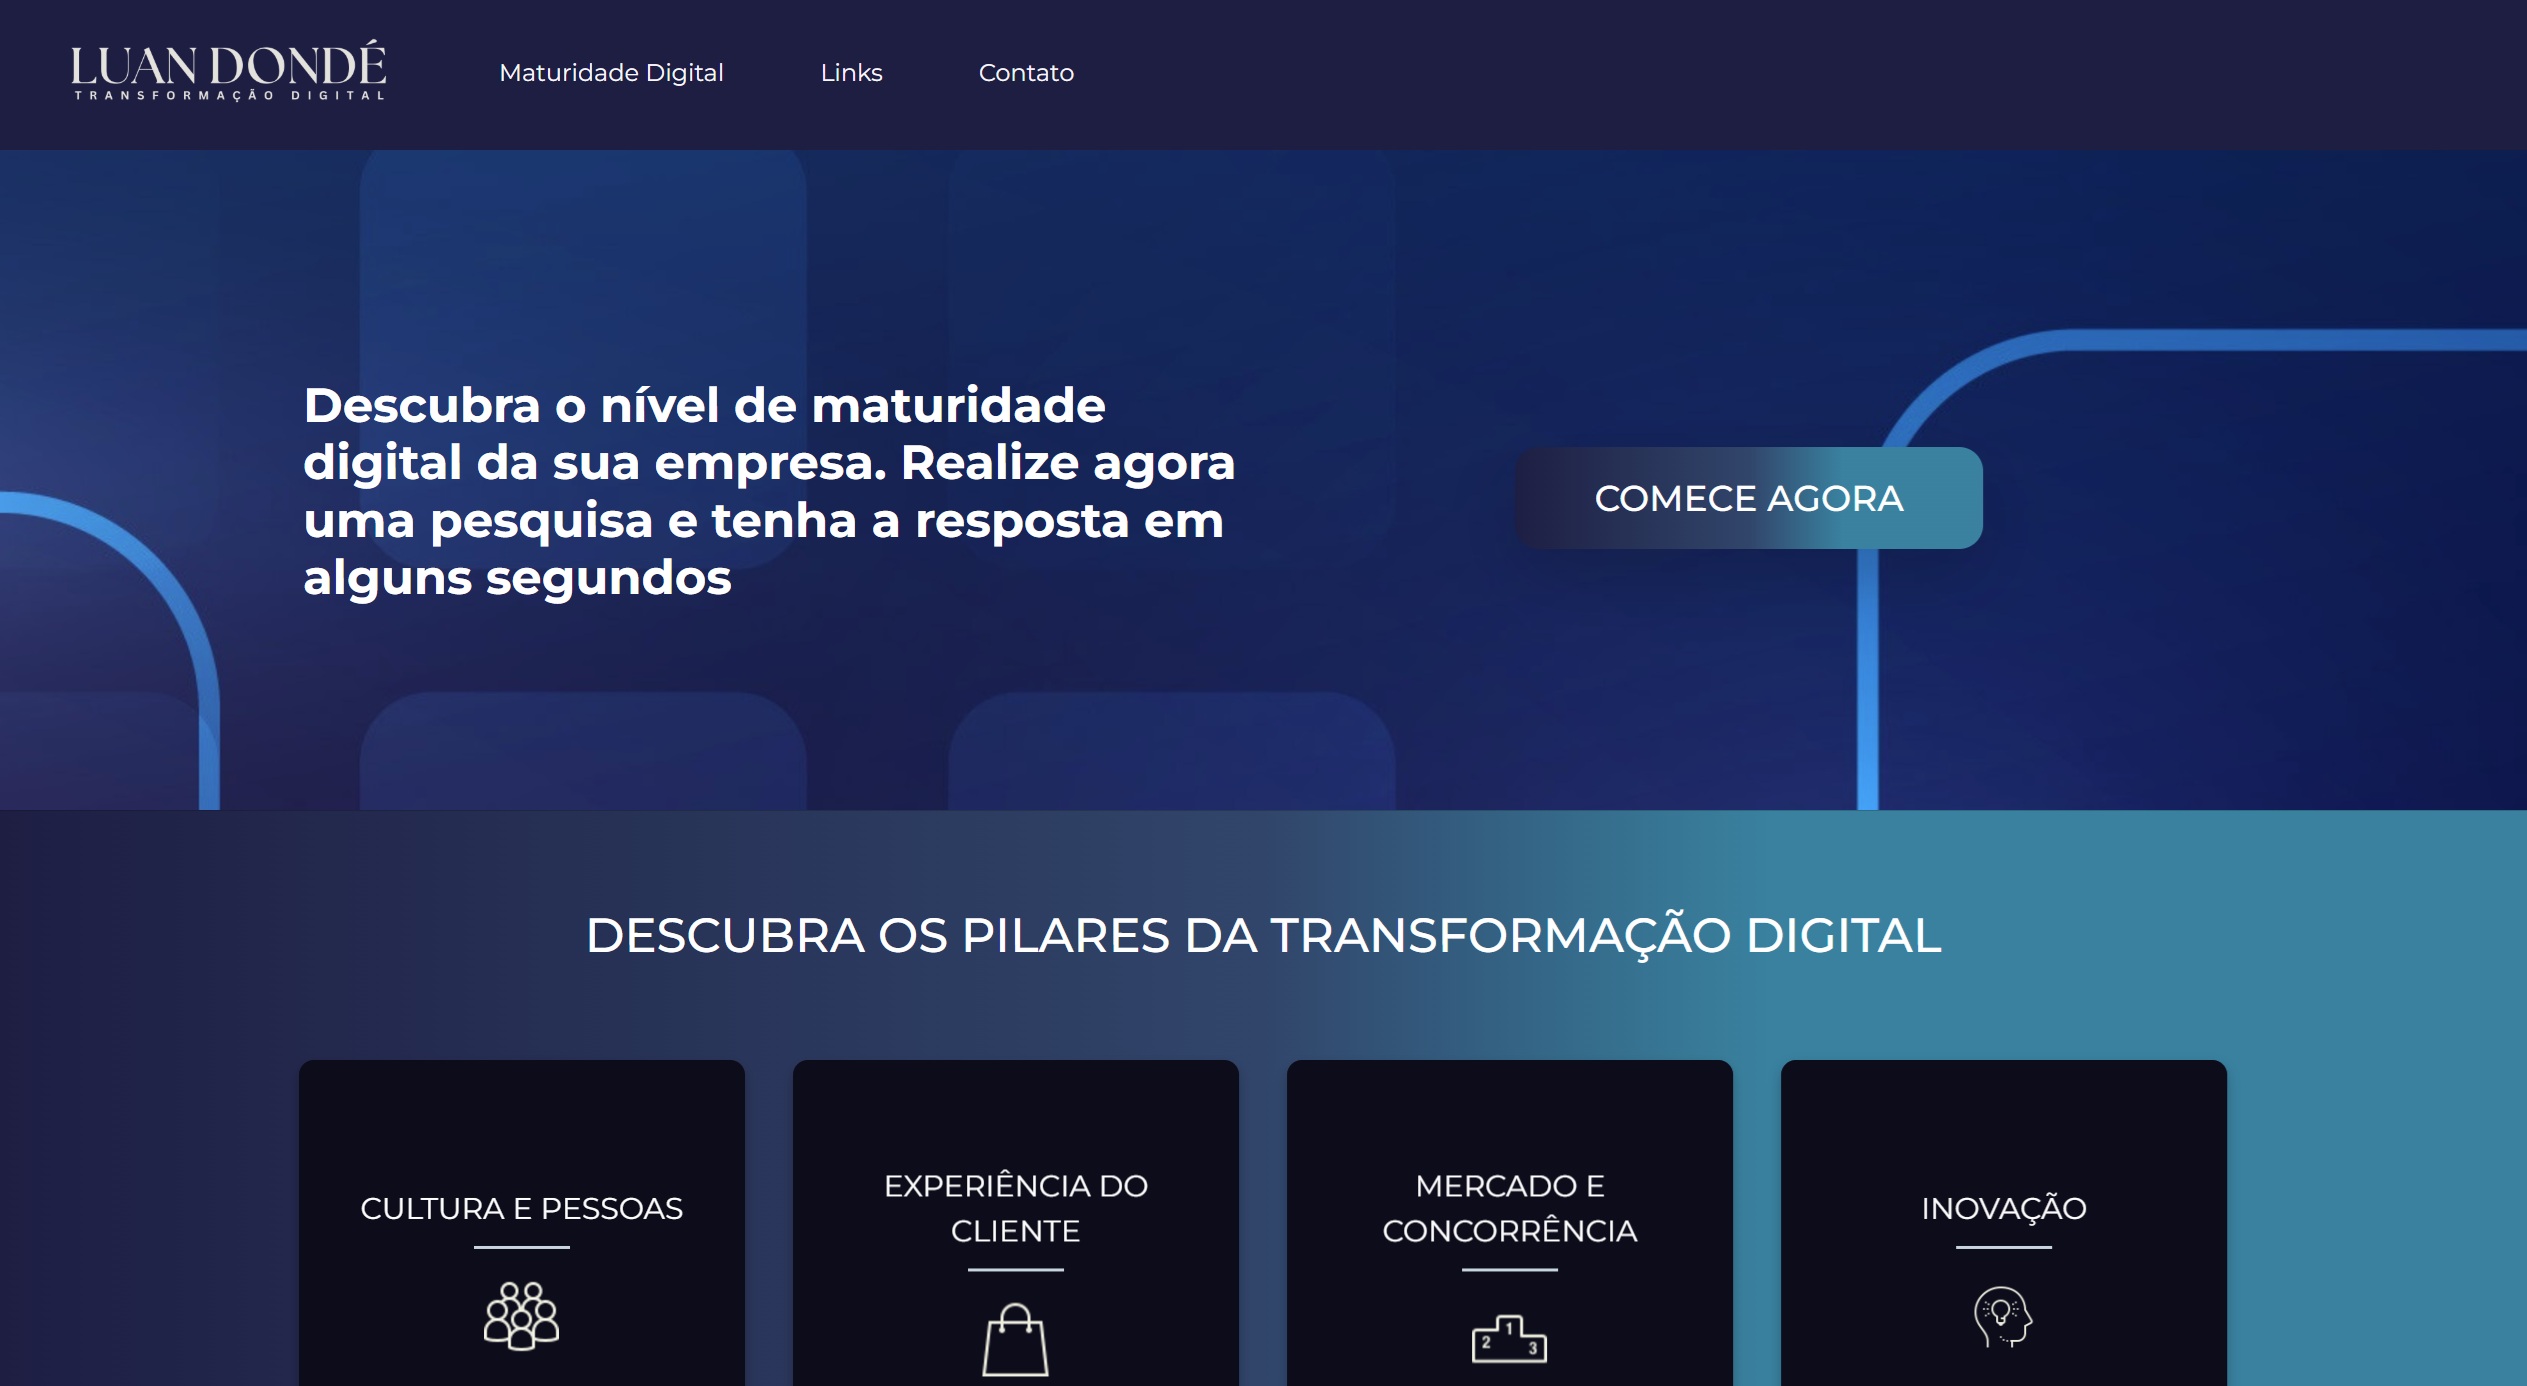 LUAN DONDÉ
TRANSFORMAÇÃO DIGITAL
Maturidade Digital
Links
Contato
Descubra o nível de maturidade
digital da sua empresa. Realize agora
uma pesquisa e tenha a resposta em
alguns segundos
COMECE AGORA
DESCUBRA OS PILARES DA TRANSFORMAÇÃO DIGITAL
CULTURA E PESSOAS
EXPERIÊNCIA DO
CLIENTE
MERCADO E
CONCORRÊNCIA
2 1 3
INOVAÇÃO